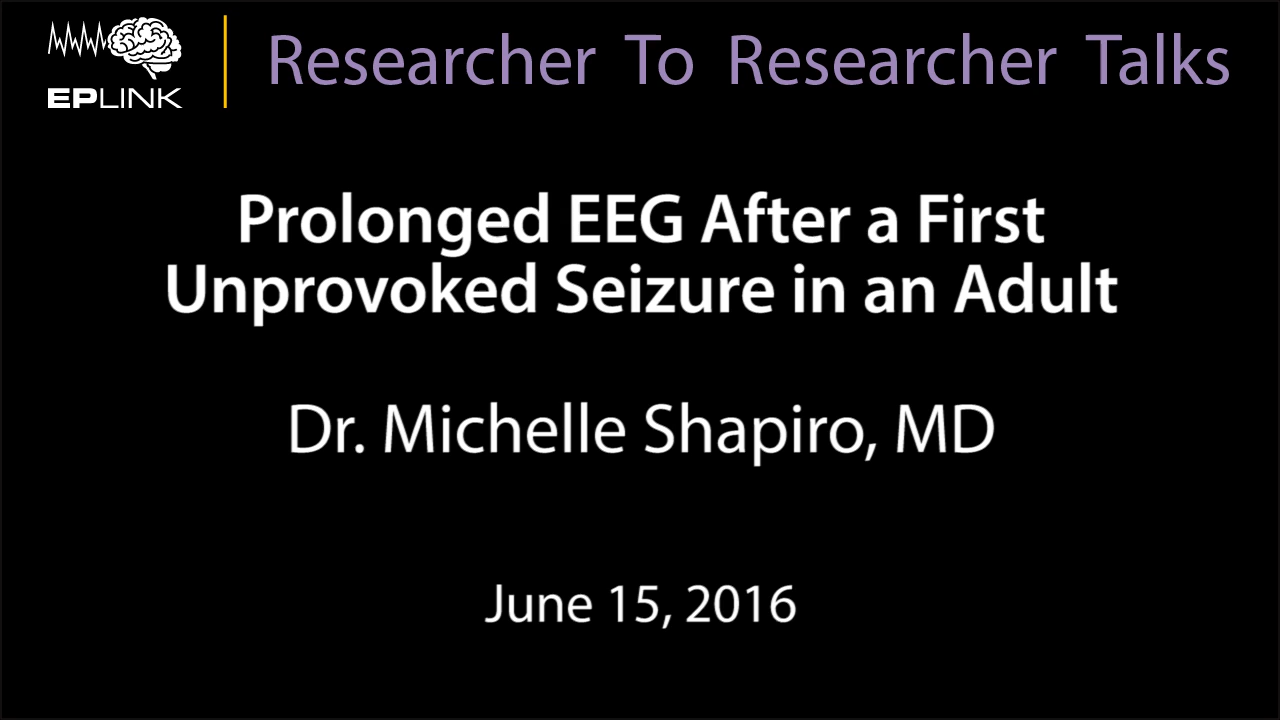 EPLINK
Researcher To Researcher Talks
Prolonged EEG After a First
Unprovoked Seizure in an Adult
Dr. Michelle Shapiro, MD
June 15, 2016